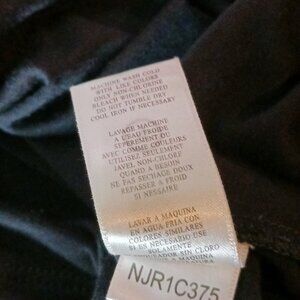 MACHINE WASH COLD
WITH LIKE COLORS
ONLY NON-CHLORINE
BLEACH WHEN NEEDED
DO NOT TUMBLE DRY
COOL IRON IF NECESSARY
LAVAGE MACHINE
A L'EAU FROIDE
SEPEREMENT OU
AVEC COMME COULEURS
UTILISEZ SEULEMENT
JAVEL NON-CHLORE
QUAND A BESOIN
NE PAS SECHAGE DOUX
REPASSER A FROID
SI NECESSAIRE
LAVAR A MAQUINA
EN AGUA FRIA CON
COLORES SIMILARES
SI ES NECESARIO USE
SOLAMENTE
SIN CLORO
NJR1C375